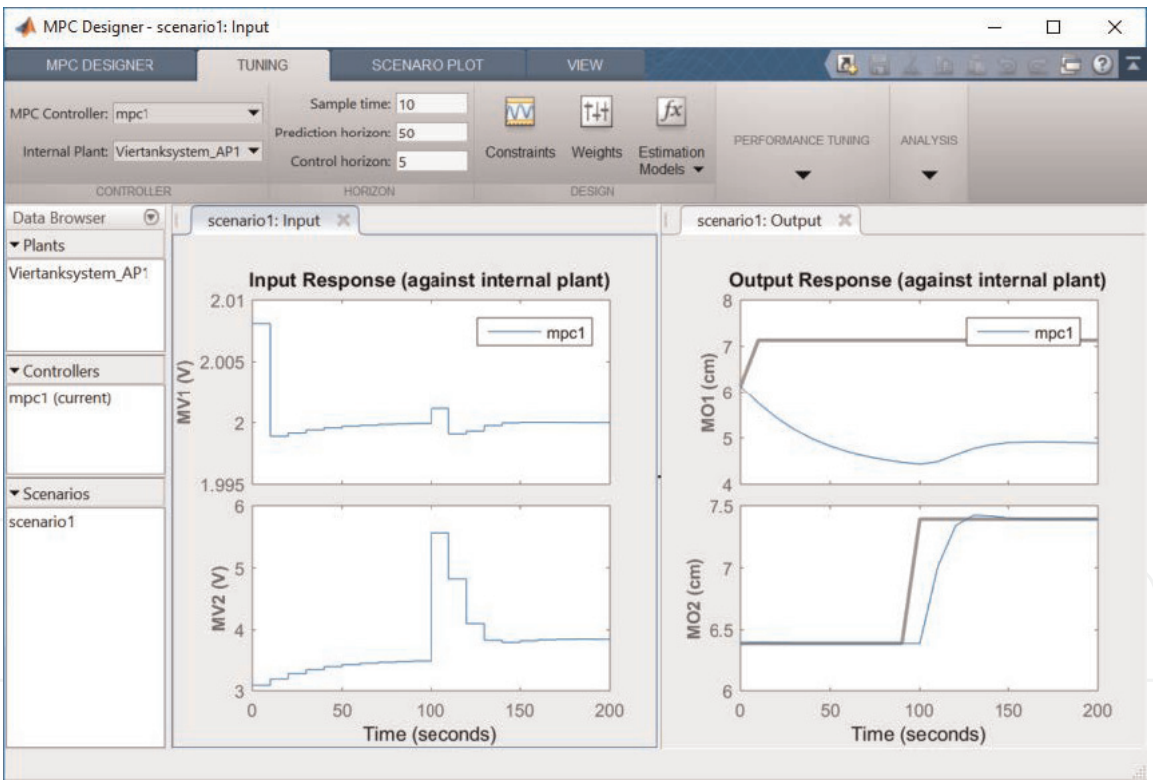 MPC Designer - scenario1: Input
MPC DESIGNER
TUNING
SCENARO PLOT
VIEW
MPC Controller: mpc1
Internal Plant: Viertanksystem_AP1
CONTROLLER
Sample time: 10
Prediction horizon: 50
Control horizon: 5
HORIZON
Constraints
Weights
Estimation
Models
DESIGN
PERFORMANCE TUNING
ANALYSIS
Data Browser
Plants
Viertanksystem_AP1
Controllers
mpc1 (current)
Scenarios
scenario1
scenario1: Input
Input Response (against internal plant)
mpc1
MV1 (V)
2.01
2.005
2
1.995
MV2 (V)
6
5
4
3
0 50 100 150 200
Time (seconds)
scenario1: Output
Output Response (against internal plant)
mpc1
MO1 (cm)
8
7
6
5
4
MO2 (cm)
7.5
7
6.5
6
0 50 100 150 200
Time (seconds)